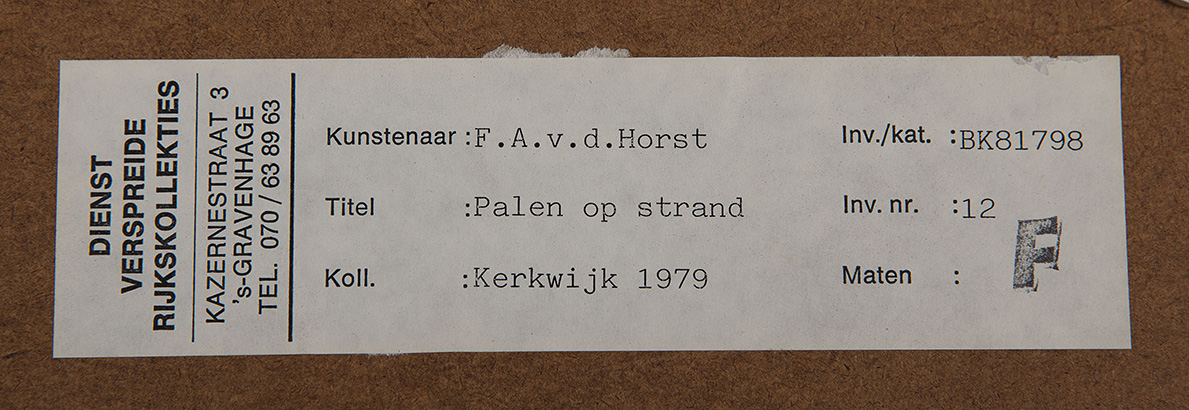 DIENST
VERSPREIDE
RIJKSKOLLEKTIES
KAZERNESTRAAT 3
's-GRAVENHAGE
TEL. 070 / 63 89 63
Kunstenaar :F.A.v.d.Horst
Titel :Palen op strand
Koll. :Kerkwijk 1979
Inv./kat. :BK81798
Inv. nr. :12
Maten :
F